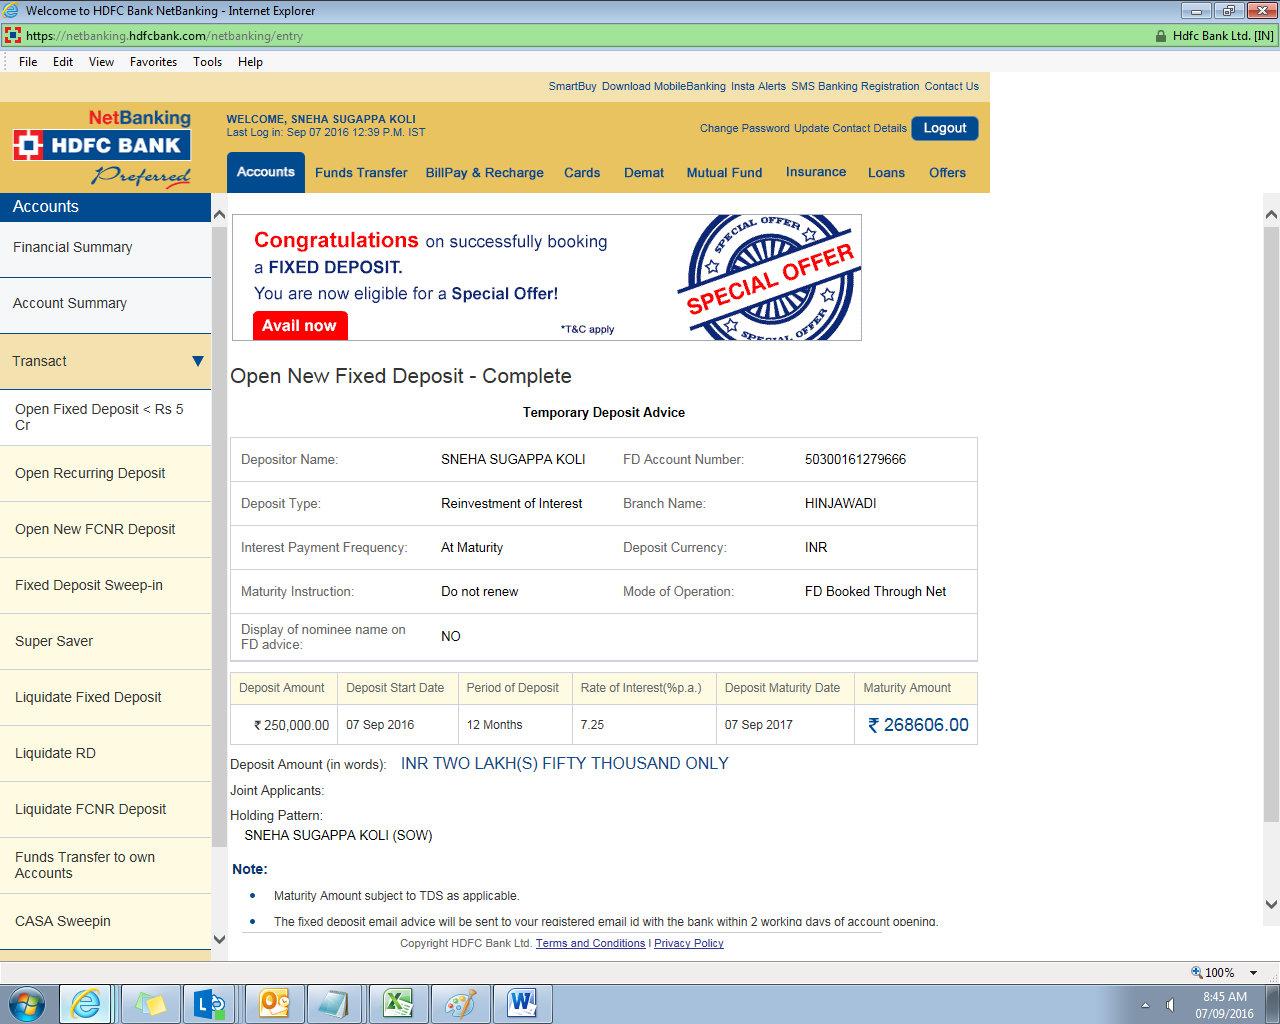 Welcome to HDFC Bank NetBanking - Internet Explorer
https://netbanking.hdfcbank.com/netbanking/entry
Hdfc Bank Ltd. [IN]
File Edit View Favorites Tools Help
SmartBuy Download MobileBanking Insta Alerts SMS Banking Registration Contact Us
NetBanking
HDFC BANK
Preferred
WELCOME, SNEHA SUGAPPA KOLI
Last Log in: Sep 07 2016 12:39 P.M. IST
Change Password Update Contact Details Logout
Accounts Funds Transfer BillPay & Recharge Cards Demat Mutual Fund Insurance Loans Offers
Accounts
Financial Summary
Account Summary
Transact
Open Fixed Deposit < Rs 5
Cr
Open Recurring Deposit
Open New FCNR Deposit
Fixed Deposit Sweep-in
Super Saver
Liquidate Fixed Deposit
Liquidate RD
Liquidate FCNR Deposit
Funds Transfer to own
Accounts
CASA Sweepin
Congratulations on successfully booking
a FIXED DEPOSIT.
You are now eligible for a Special Offer!
Avail now
*T&C apply
SPECIAL OFFER
SPECIAL OFFER
SPECIAL OFFER
Open New Fixed Deposit - Complete
Temporary Deposit Advice
Depositor Name: SNEHA SUGAPPA KOLI FD Account Number: 50300161279666
Deposit Type: Reinvestment of Interest Branch Name: HINJAWADI
Interest Payment Frequency: At Maturity Deposit Currency: INR
Maturity Instruction: Do not renew Mode of Operation: FD Booked Through Net
Display of nominee name on
FD advice: NO
Deposit Amount Deposit Start Date Period of Deposit Rate of Interest(%p.a.) Deposit Maturity Date Maturity Amount
₹ 250,000.00 07 Sep 2016 12 Months 7.25 07 Sep 2017 ₹ 268606.00
Deposit Amount (in words): INR TWO LAKH(S) FIFTY THOUSAND ONLY
Joint Applicants:
Holding Pattern:
SNEHA SUGAPPA KOLI (SOW)
Note:
• Maturity Amount subject to TDS as applicable.
• The fixed deposit email advice will be sent to your registered email id with the bank within 2 working days of account opening.
Copyright HDFC Bank Ltd. Terms and Conditions | Privacy Policy
100%
8:45 AM
07/09/2016